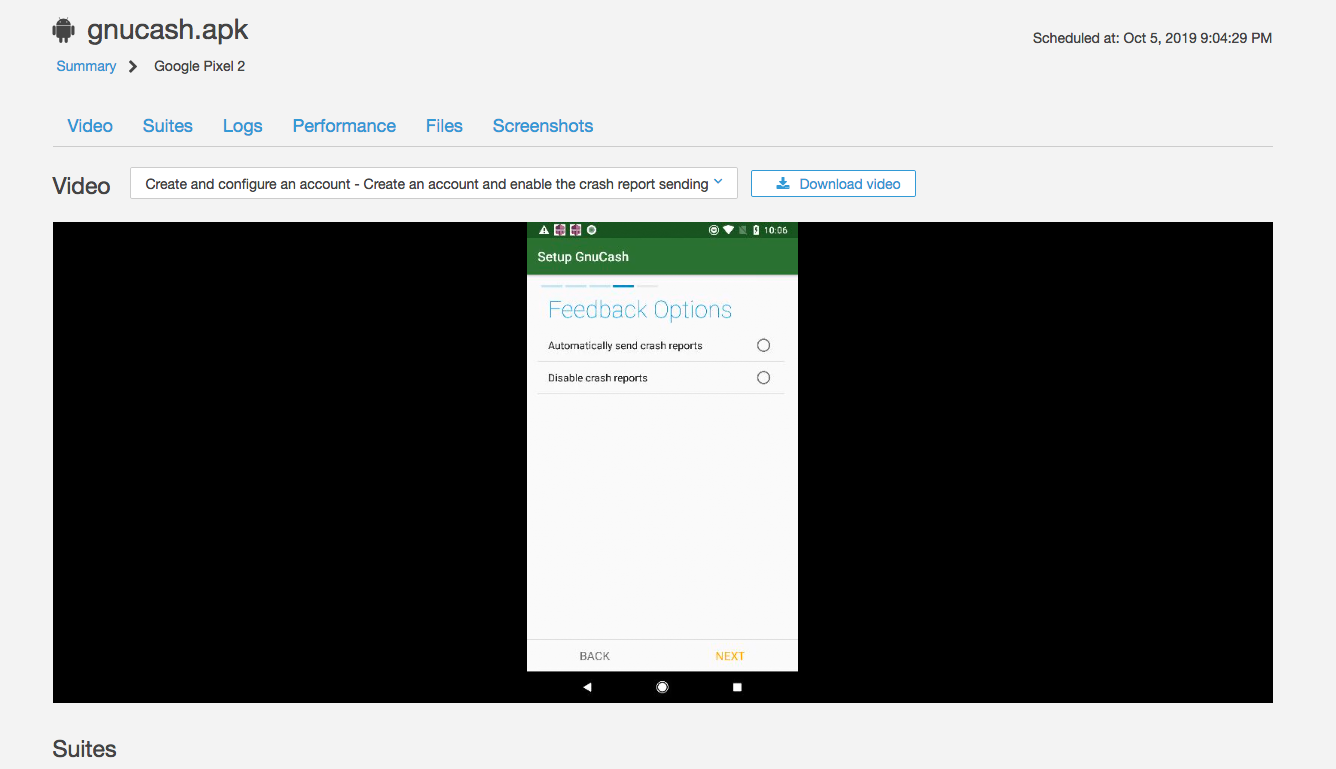 gnucash.apk
Scheduled at: Oct 5, 2019 9:04:29 PM
Summary Google Pixel 2
Video Suites Logs Performance Files Screenshots
Video Create and configure an account - Create an account and enable the crash report sending Download video
10:06
Setup GnuCash
Feedback Options
Automatically send crash reports
Disable crash reports
BACK NEXT
Suites